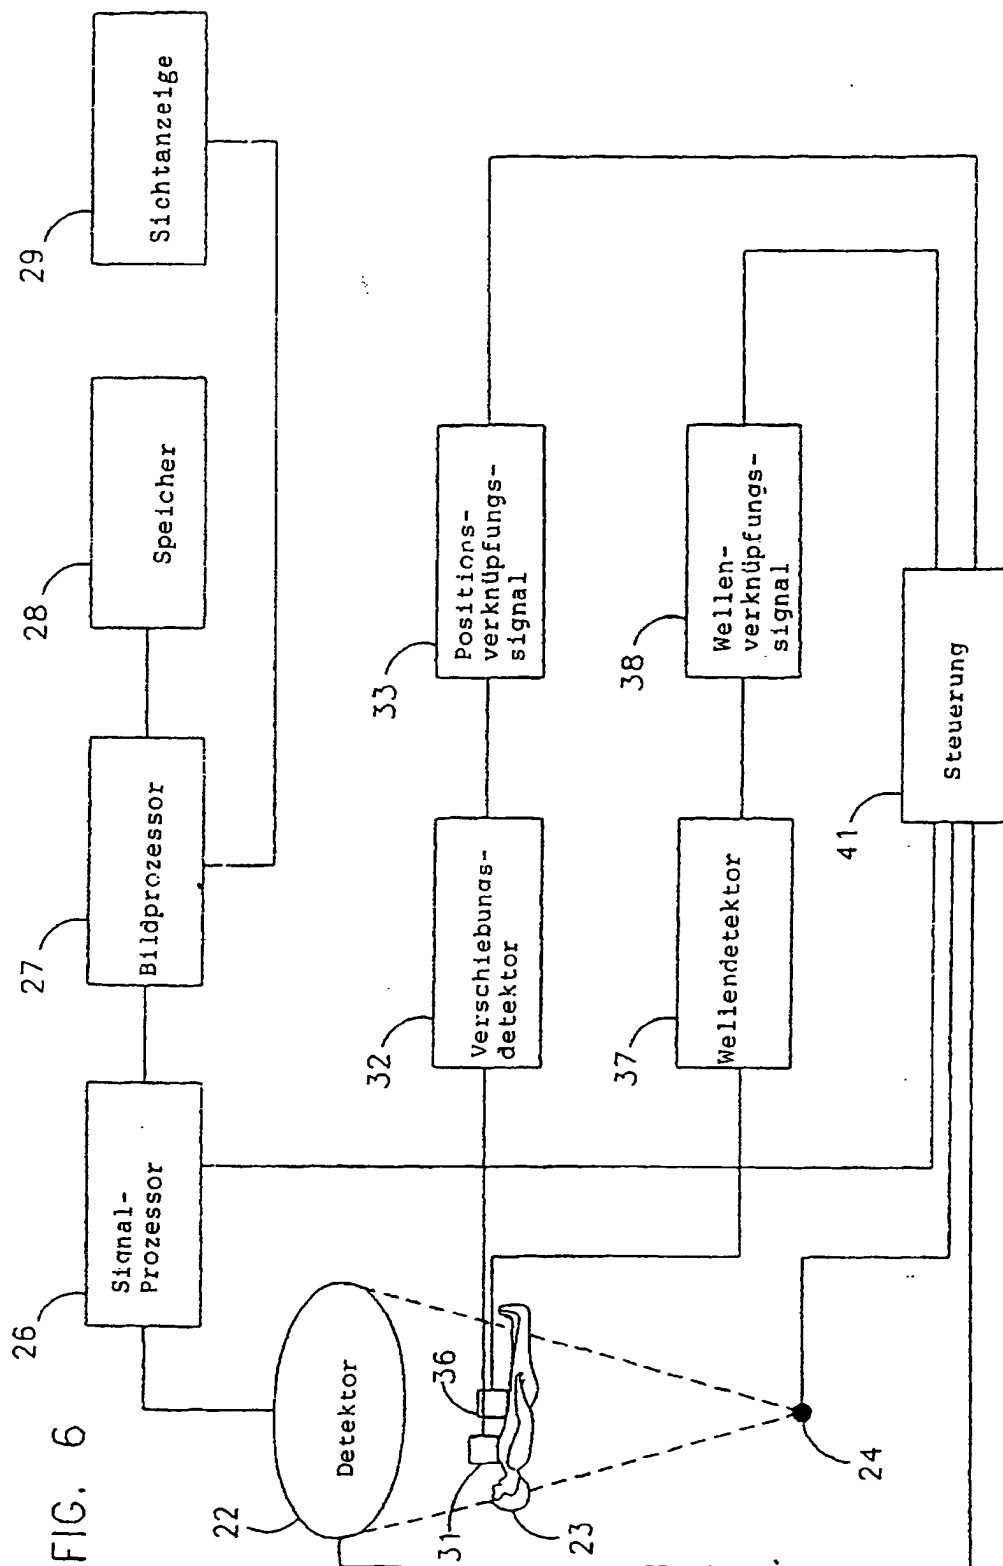 FIG. 6
22
Detektor
26
Signal-
Prozessor
27
Bildprozessor
28
Speicher
29
Sichtanzeige
31
36
23
24
32
Verschiebungs-
detektor
33
Positions-
verknüpfungs-
signal
37
Wellendetektor
38
Wellen-
verknüpfungs-
signal
41
Steuerung